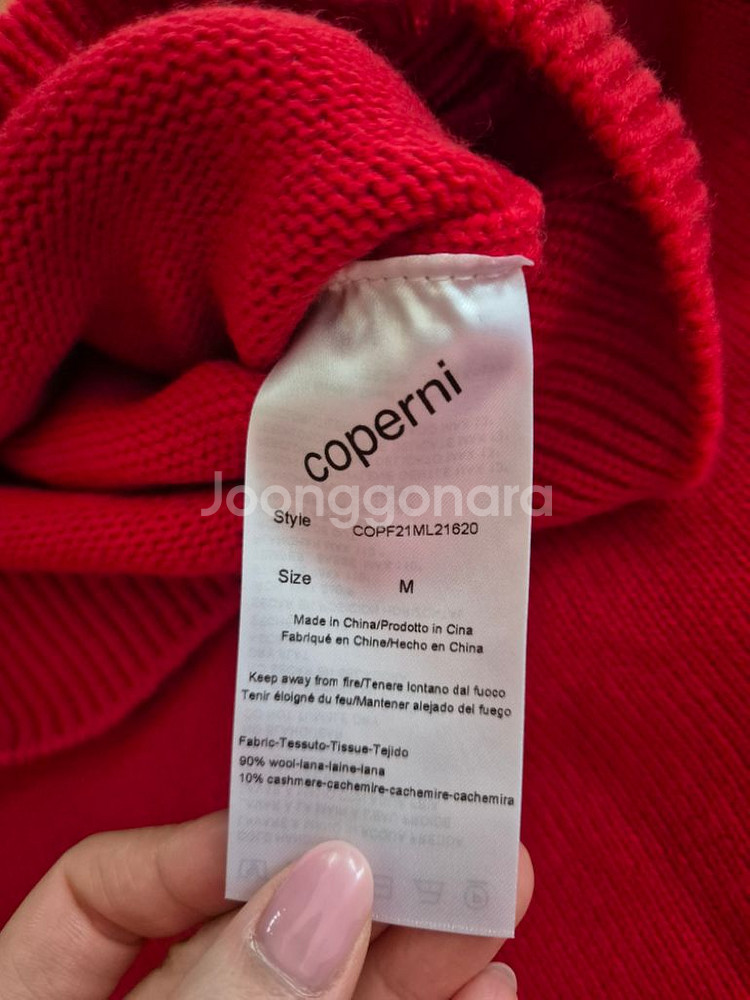 coperni
Joonggonara
Style COPF21ML21620
Size M
Made in China/Prodotto in Cina
Fabriqué en Chine/Hecho en China
Keep away from fire/Tenere lontano dal fuoco
Tenir éloigné du feu/Mantener alejado del fuego
Fabric-Tessuto-Tissue-Tejido
90% wool-lana-laine-lana
10% cashmere-cachemire-cachemire-cachemira